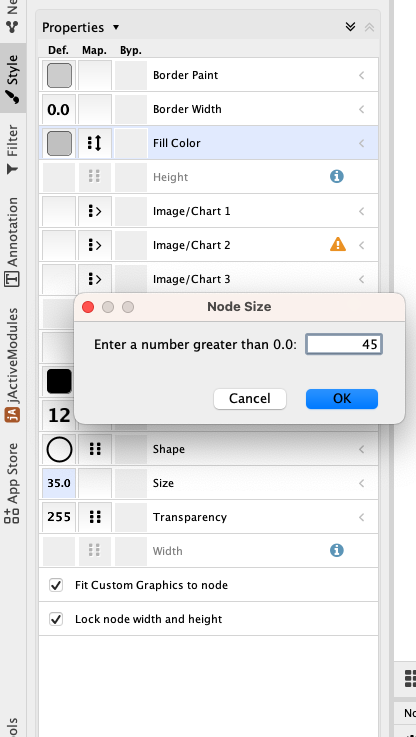 Ne
Style
Filter
Annotation
jActiveModules
jA
App Store
ols
Properties
Def. Map. Byp.
Border Paint
0.0 Border Width
Fill Color
Height
Image/Chart 1
Image/Chart 2
Image/Chart 3
Node Size
Enter a number greater than 0.0: 45
Cancel OK
12
Shape
35.0 Size
255 Transparency
Width
Fit Custom Graphics to node
Lock node width and height
No